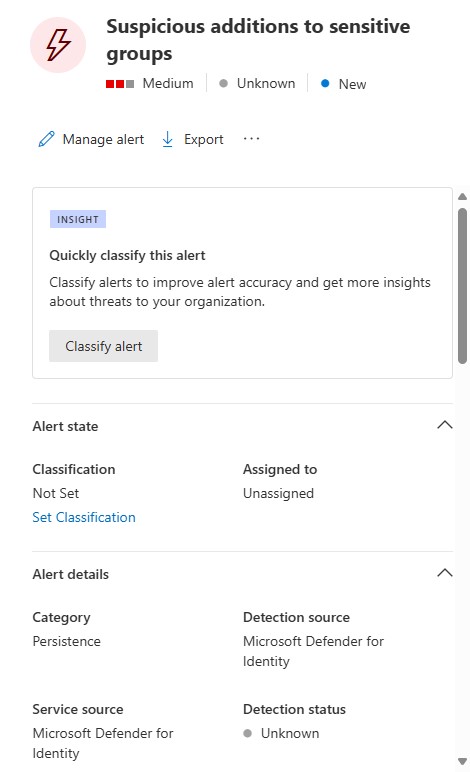 Suspicious additions to sensitive
groups
Medium Unknown New
Manage alert Export ...
INSIGHT
Quickly classify this alert
Classify alerts to improve alert accuracy and get more insights
about threats to your organization.
Classify alert
Alert state
Classification Assigned to
Not Set Unassigned
Set Classification
Alert details
Category Detection source
Persistence Microsoft Defender for
Identity
Service source Detection status
Microsoft Defender for Unknown
Identity